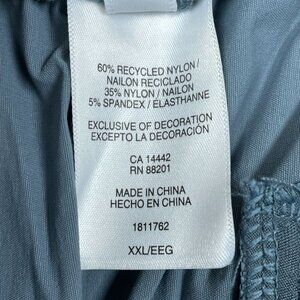 60% RECYCLED NYLON /
NAILON RECICLADO
35% NYLON / NAILON
5% SPANDEX / ELASTHANNE
EXCLUSIVE OF DECORATION
EXCEPTO LA DECORACIÓN
CA 14442
RN 88201
MADE IN CHINA
HECHO EN CHINA
1811762
XXL/EEG